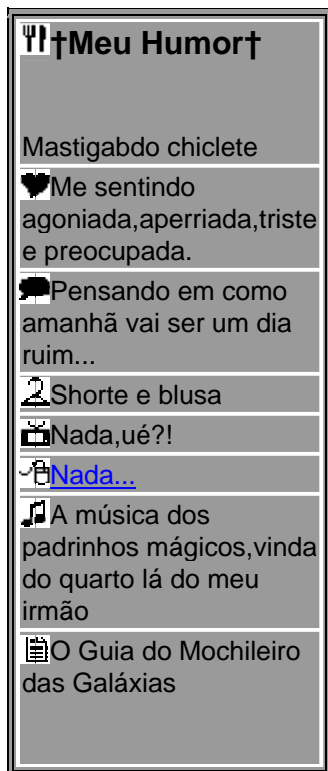 †Meu Humor†
Mastigabdo chiclete
Me sentindo
agoniada,aperriada,triste
e preocupada.
Pensando em como
amanhã vai ser um dia
ruim...
Shorte e blusa
Nada,ué?!
Nada...
A música dos
padrinhos mágicos,vinda
do quarto lá do meu
irmão
O Guia do Mochileiro
das Galáxias